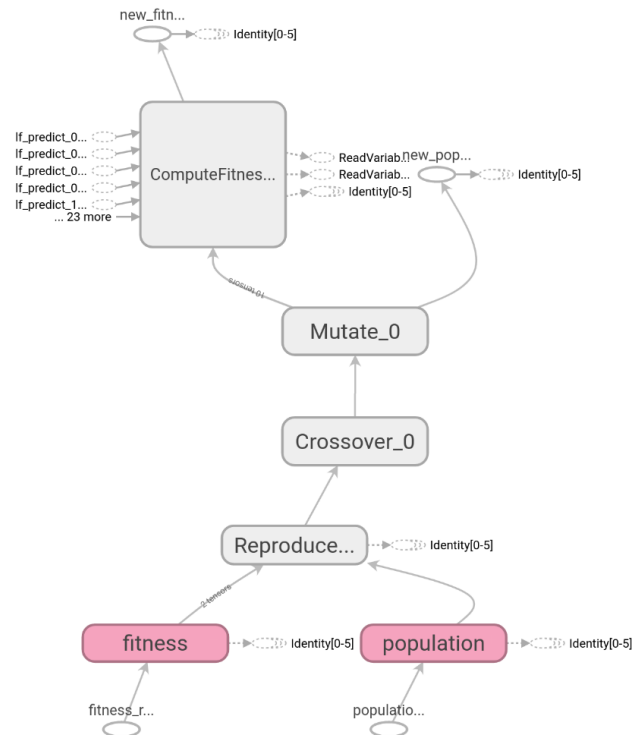 new_fitn...
Identity[0-5]
If_predict_0...
If_predict_0...
If_predict_0...
If_predict_0...
If_predict_1...
... 23 more
ComputeFitnes...
ReadVariab...
ReadVariab...
Identity[0-5]
new_pop...
Identity[0-5]
10 tensors
Mutate_0
Crossover_0
Reproduce...
Identity[0-5]
2 tensors
fitness
Identity[0-5]
population
Identity[0-5]
fitness_r...
populatio...